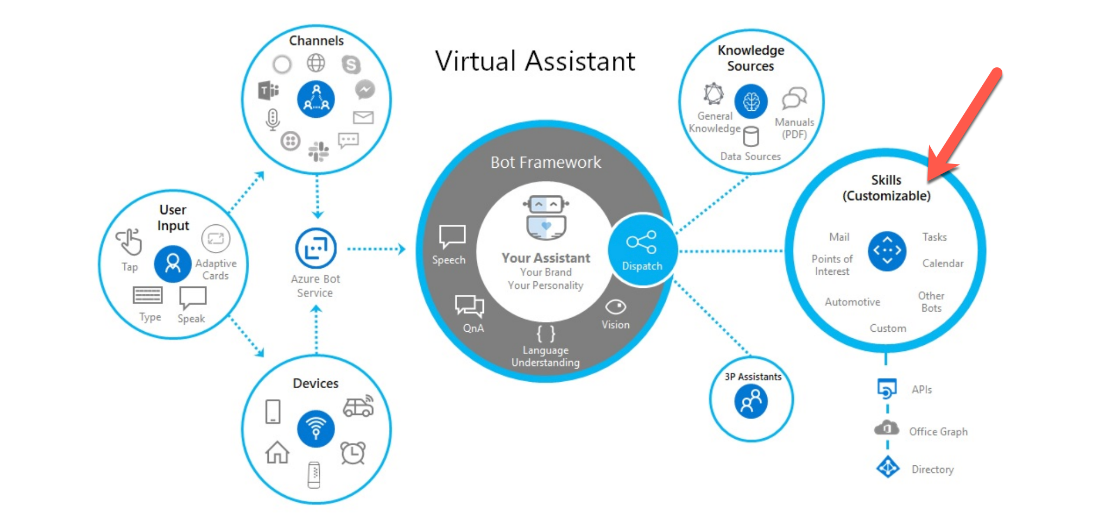 Virtual Assistant
Channels
User
Input
Tap
Adaptive
Cards
Type
Speak
Azure Bot
Service
Devices
Bot Framework
Your Assistant
Your Brand
Your Personality
Speech
QnA
{ }
Language
Understanding
Vision
Dispatch
Knowledge
Sources
General
Knowledge
Manuals
(PDF)
Data Sources
Skills
(Customizable)
Mail
Tasks
Points of
Interest
Calendar
Automotive
Other
Bots
Custom
3P Assistants
APIs
Office Graph
Directory